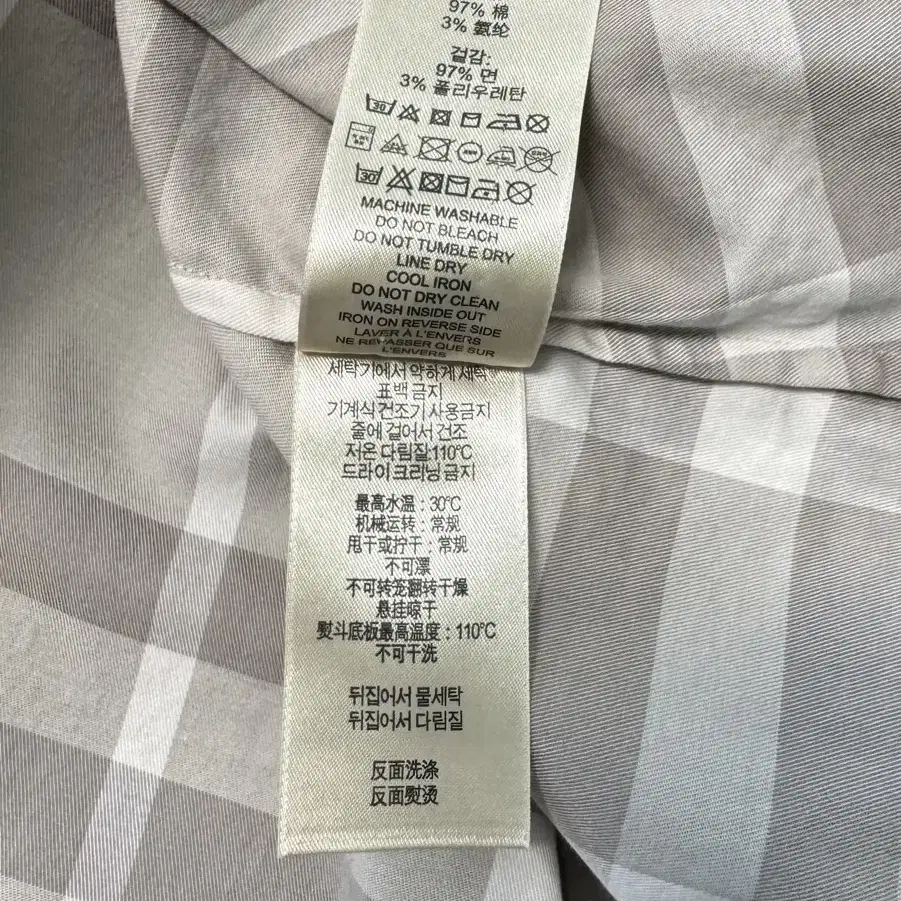 97% 棉
3% 氨纶
겉감:
97% 면
3% 폴리우레탄
MACHINE WASHABLE
DO NOT BLEACH
DO NOT TUMBLE DRY
LINE DRY
COOL IRON
DO NOT DRY CLEAN
WASH INSIDE OUT
IRON ON REVERSE SIDE
LAVER À L'ENVERS
NE REPASSER QUE SUR
L'ENVERS
세탁기에서 약하게 세탁
표백 금지
기계식 건조기 사용금지
줄에 걸어서 건조
저온 다림질:110°C
드라이 크리닝 금지
最高水温：30°C
机械运转：常规
甩干或拧干：常规
不可漂
不可转笼翻转干燥
悬挂晾干
熨斗底板最高温度：110°C
不可干洗
뒤집어서 물세탁
뒤집어서 다림질
反面洗涤
反面熨烫